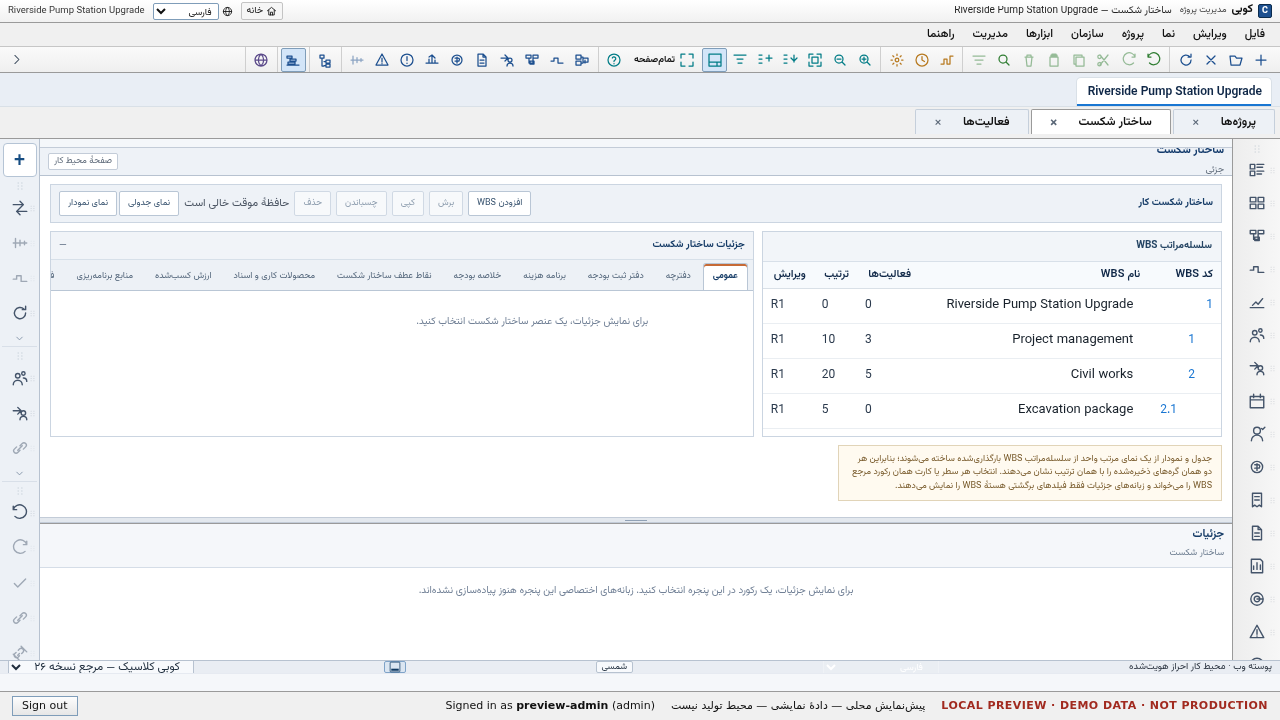 کوبی مدیریت پروژه ساختار شکست — Riverside Pump Station Upgrade
خانه
فارسی
Riverside Pump Station Upgrade
فایل ویرایش نما پروژه سازمان ابزارها مدیریت راهنما
تمام‌صفحه
Riverside Pump Station Upgrade
پروژه‌ها ×
ساختار شکست ×
فعالیت‌ها ×
ساختار شکست
جزئی
صفحهٔ محیط کار
ساختار شکست کار
افزودن WBS
برش
کپی
چسباندن
حذف
حافظهٔ موقت خالی است
نمای جدولی
نمای نمودار
سلسله‌مراتب WBS
کد WBS نام WBS فعالیت‌ها ترتیب ویرایش
1 Riverside Pump Station Upgrade 0 0 R1
1 Project management 3 10 R1
2 Civil works 5 20 R1
2.1 Excavation package 0 5 R1
جزئیات ساختار شکست
عمومی دفترچه دفتر ثبت بودجه برنامه هزینه خلاصه بودجه نقاط عطف ساختار شکست محصولات کاری و اسناد ارزش کسب‌شده منابع برنامه‌ریزی
برای نمایش جزئیات، یک عنصر ساختار شکست انتخاب کنید.
جدول و نمودار از یک نمای مرتب واحد از سلسله‌مراتب WBS بارگذاری‌شده ساخته می‌شوند؛ بنابراین هر
دو همان گره‌های ذخیره‌شده را با همان ترتیب نشان می‌دهند. انتخاب هر سطر یا کارت همان رکورد مرجع
WBS را می‌خواند و زبانه‌های جزئیات فقط فیلدهای برگشتی هستهٔ WBS را نمایش می‌دهند.
جزئیات
ساختار شکست
برای نمایش جزئیات، یک رکورد در این پنجره انتخاب کنید. زبانه‌های اختصاصی این پنجره هنوز پیاده‌سازی نشده‌اند.
پوسته وب · محیط کار احراز هویت‌شده
فارسی
شمسی
کوبی کلاسیک — مرجع نسخه ۲۶
LOCAL PREVIEW · DEMO DATA · NOT PRODUCTION
پیش‌نمایش محلی — دادهٔ نمایشی — محیط تولید نیست
Signed in as preview-admin (admin)
Sign out